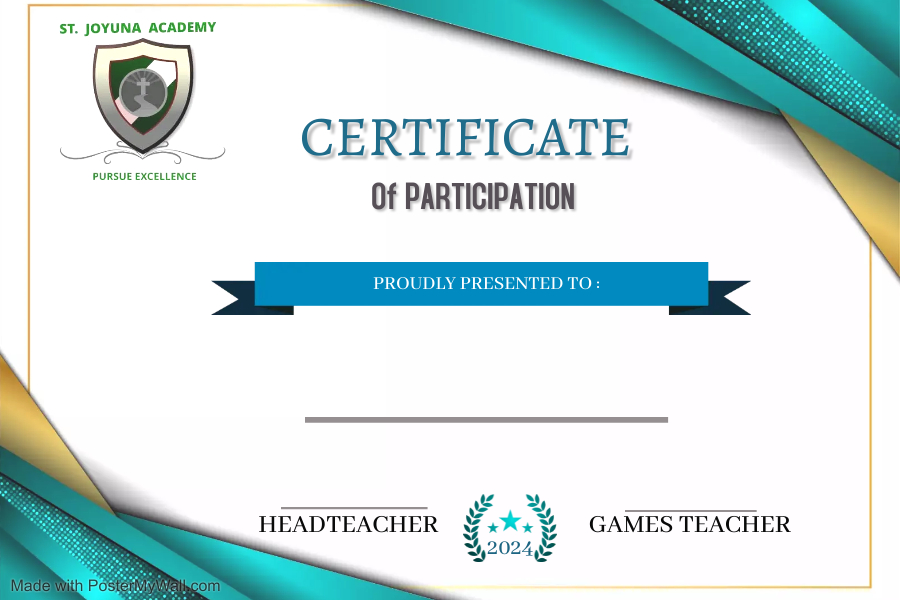 ST. JOYUNA ACADEMY
PURSUE EXCELLENCE
CERTIFICATE
Of PARTICIPATION
PROUDLY PRESENTED TO :
HEADTEACHER
2024
GAMES TEACHER
Made with PosterMyWall.com